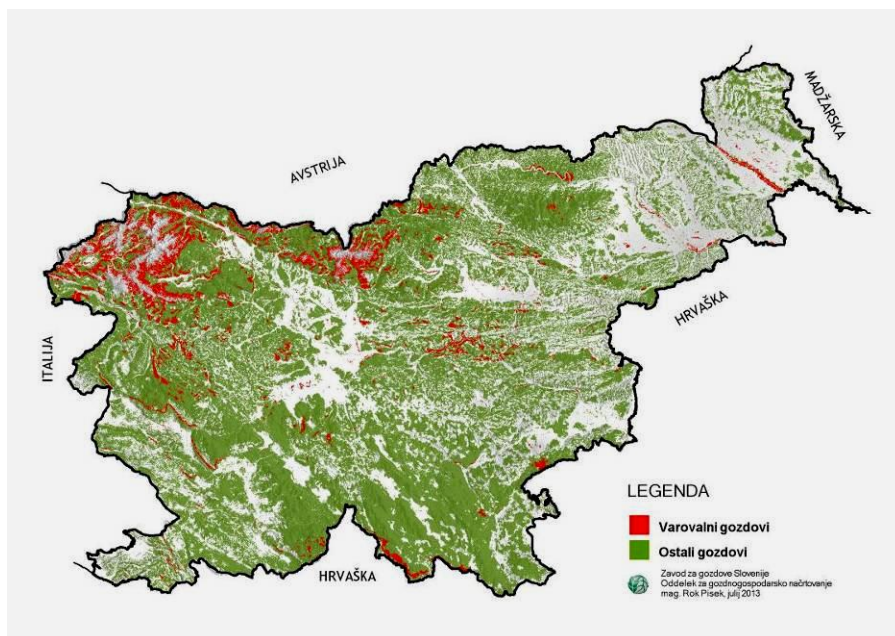 MADŽARSKA
AVSTRIJA
HRVAŠKA
ITALIJA
LEGENDA
Varovalni gozdovi
Ostali gozdovi
HRVAŠKA
Zavod za gozdove Slovenije
Oddelek za gozdnogospodarsko načrtovanje
mag. Rok Pisek, julij 2013